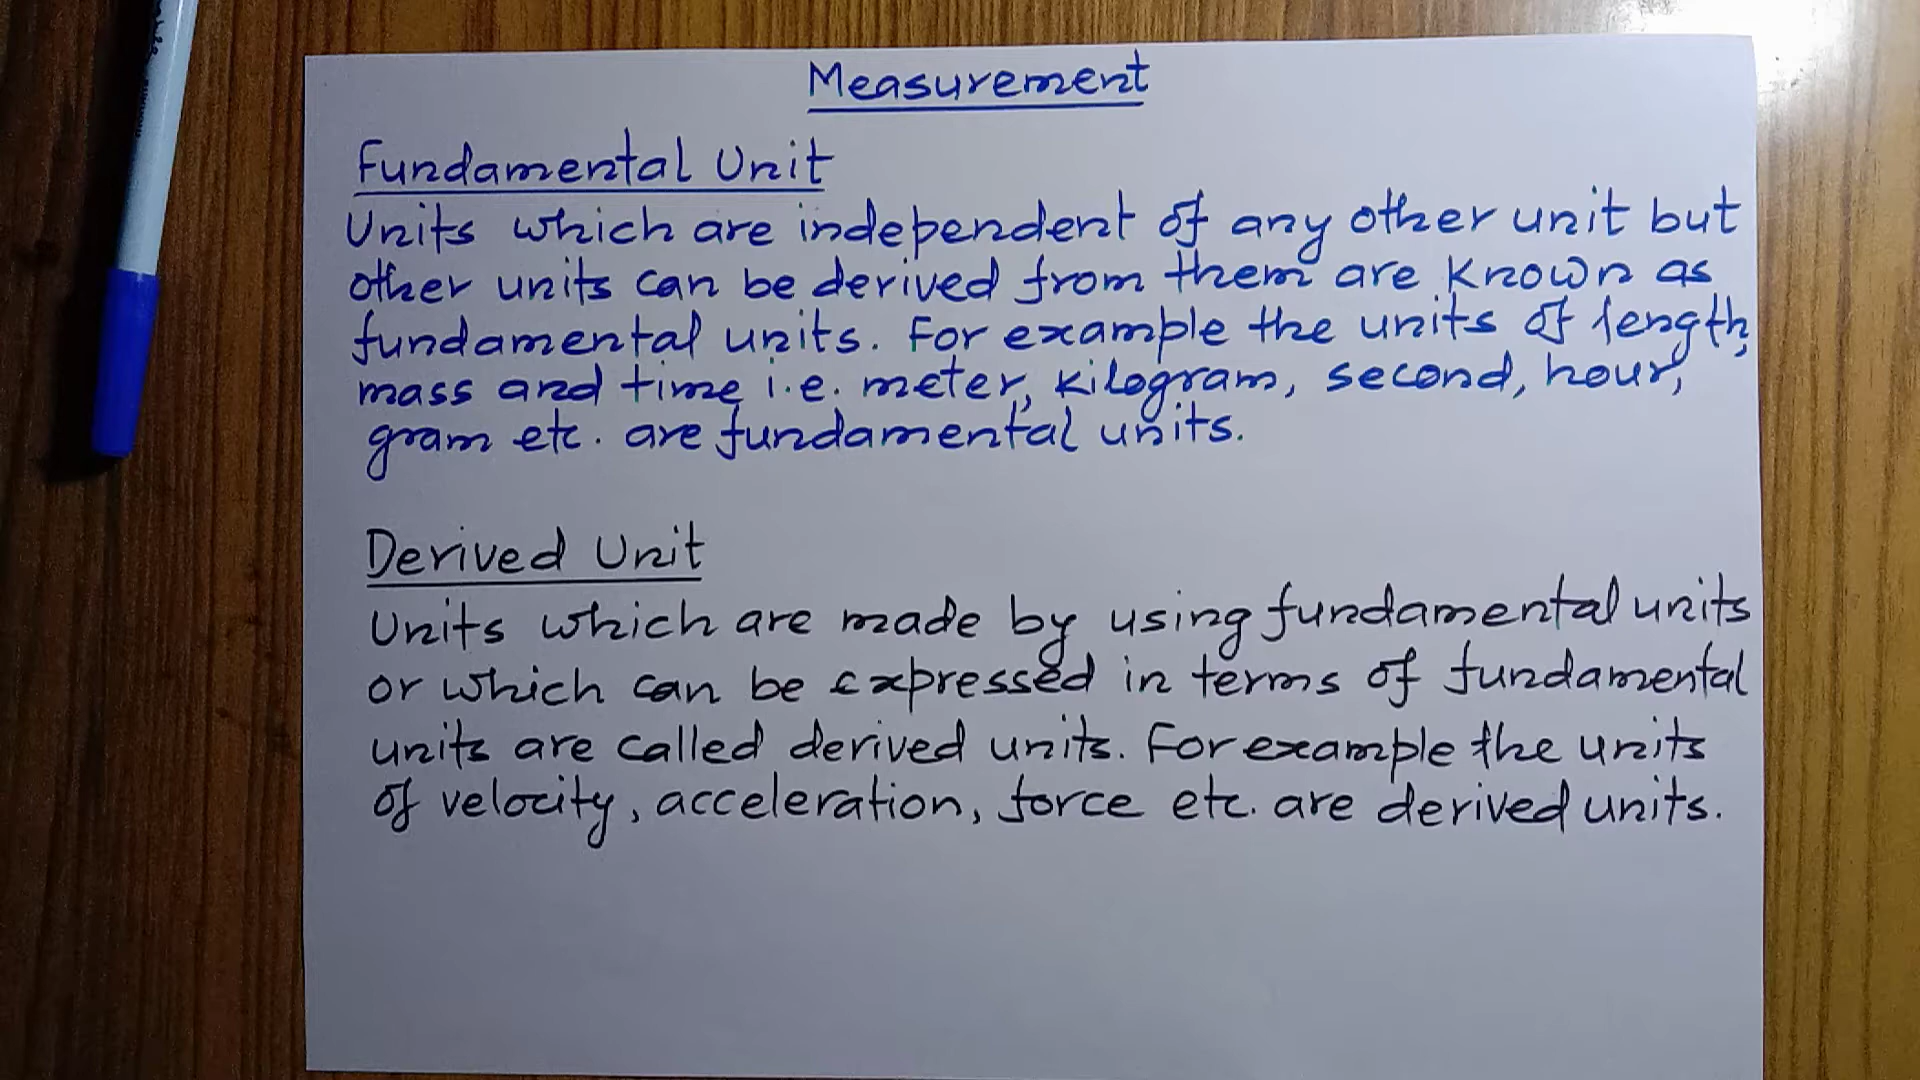 Measurement
Fundamental Unit
Units which are independent of any other unit but
other units can be derived from them are known as
fundamental units. For example the units of length,
mass and time i.e. meter, kilogram, second, hour,
gram etc. are fundamental units.
Derived Unit
Units which are made by using fundamental units
or which can be expressed in terms of fundamental
units are called derived units. For example the units
of velocity, acceleration, force etc. are derived units.